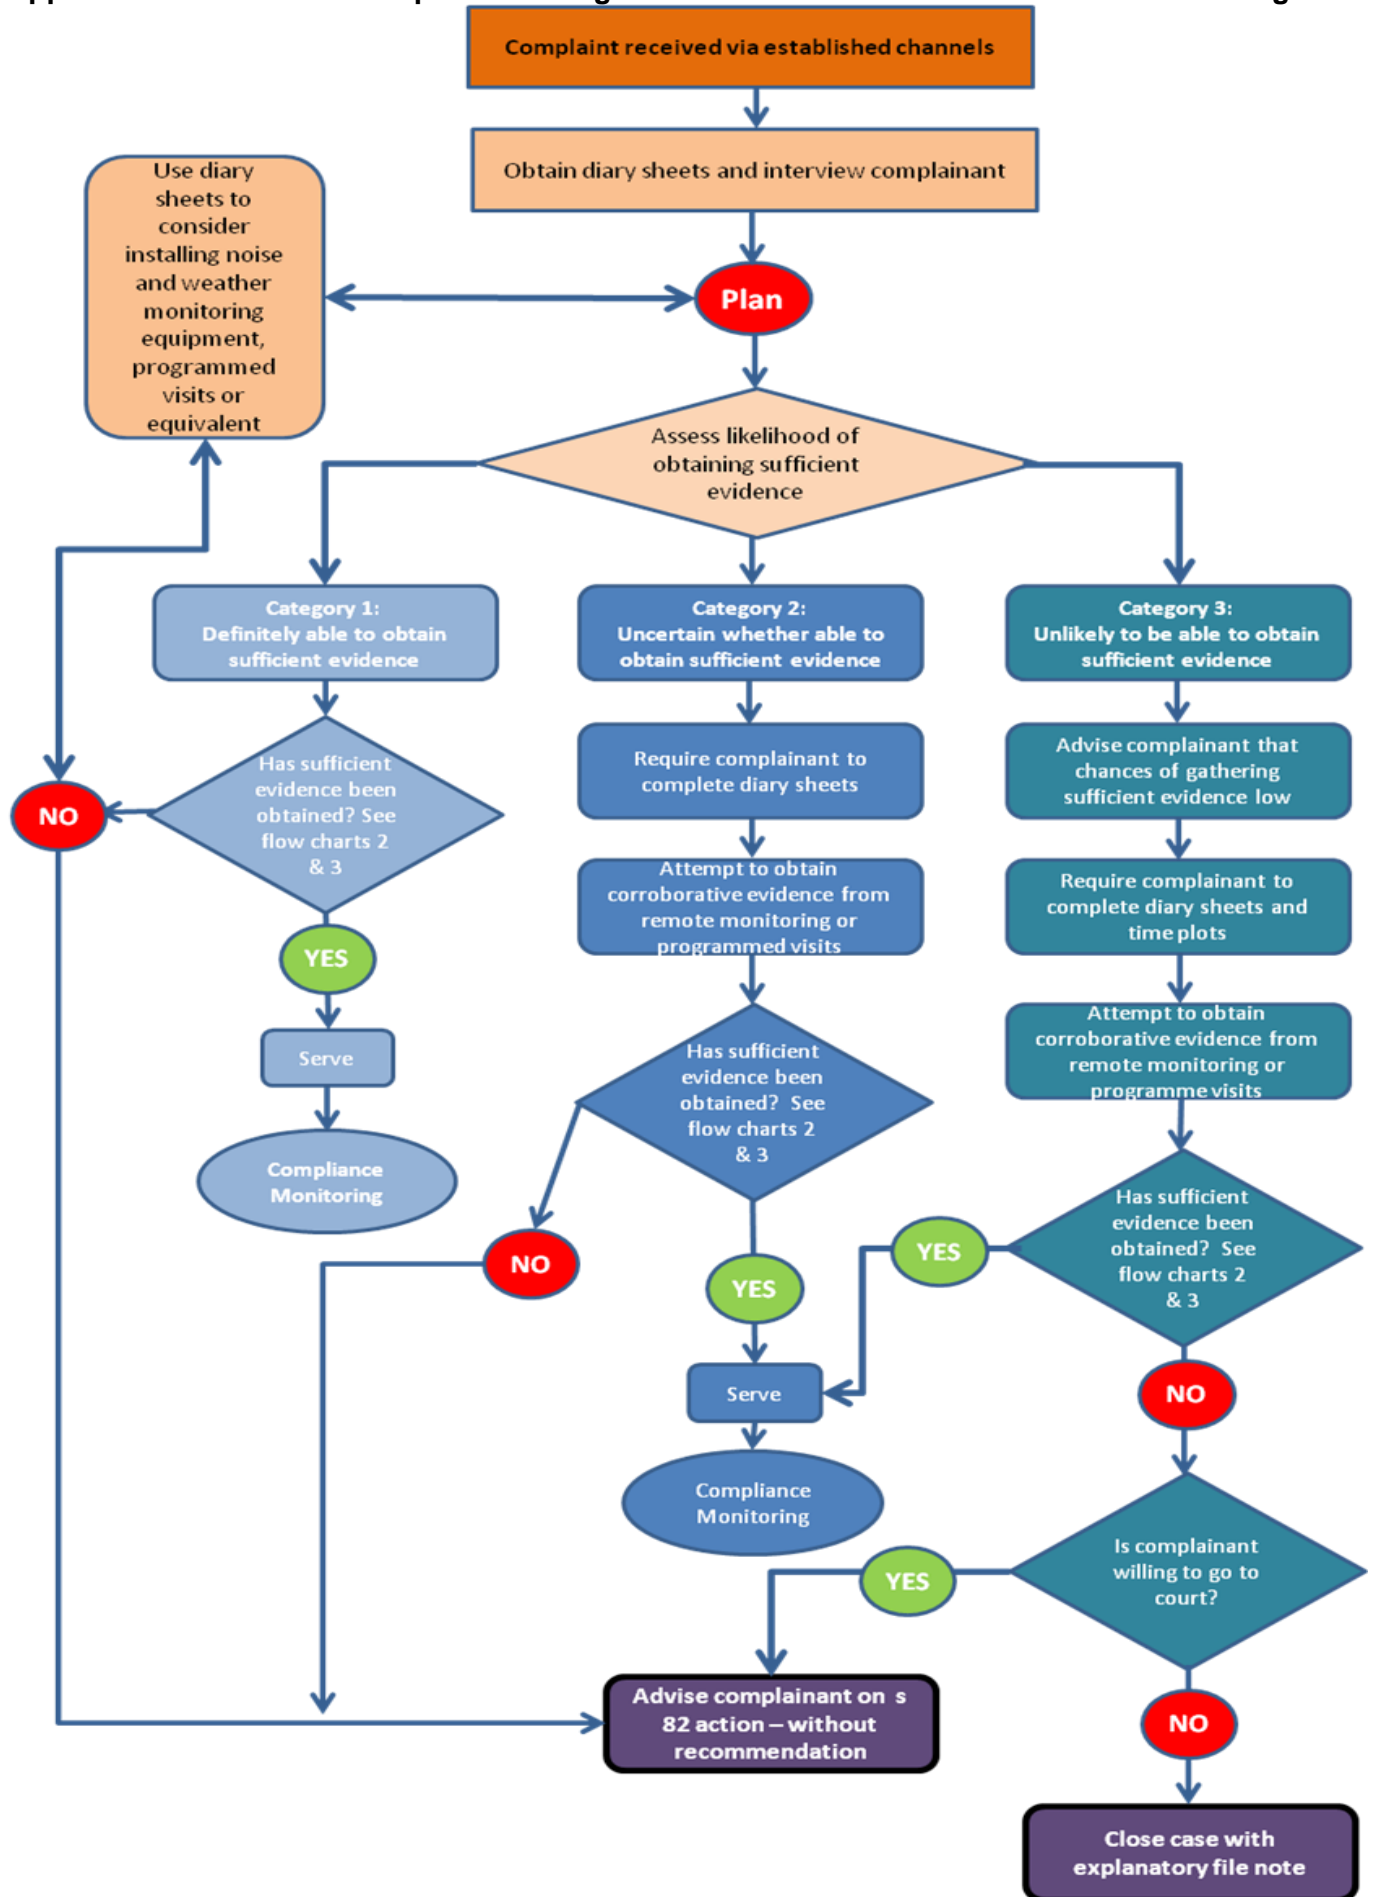 Complaint received via established channels
Obtain diary sheets and interview complainant
Use diary
sheets to
consider
installing noise
and weather
monitoring
equipment,
programmed
visits or
equivalent
Plan
Assess likelihood of
obtaining sufficient
evidence
Category 1:
Definitely able to obtain
sufficient evidence
Category 2:
Uncertain whether able to
obtain sufficient evidence
Category 3:
Unlikely to be able to obtain
sufficient evidence
Has sufficient
evidence been
obtained? See
flow charts 2
& 3
NO
YES
Serve
Compliance
Monitoring
Require complainant to
complete diary sheets
Attempt to obtain
corroborative evidence from
remote monitoring or
programmed visits
Has sufficient
evidence been
obtained? See
flow charts 2
& 3
NO
YES
Serve
Compliance
Monitoring
Advise complainant that
chances of gathering
sufficient evidence low
Require complainant to
complete diary sheets and
time plots
Attempt to obtain
corroborative evidence from
remote monitoring or
programme visits
Has sufficient
evidence been
obtained? See
flow charts 2
& 3
YES
NO
Is complainant
willing to go to
court?
YES
NO
Advise complainant on s
82 action – without
recommendation
Close case with
explanatory file note